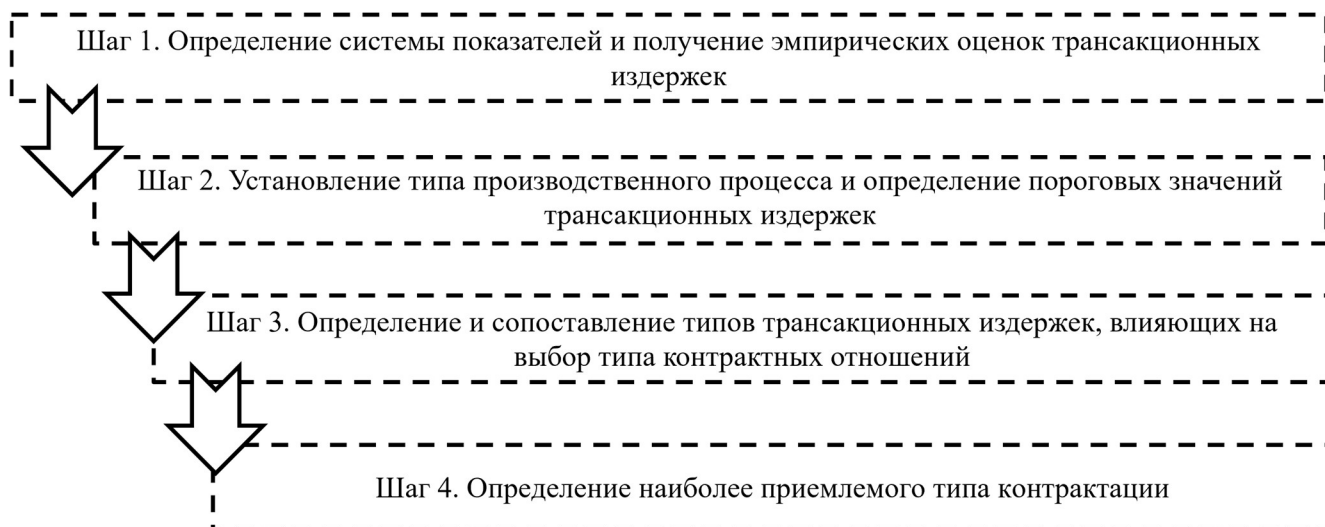 Шаг 1. Определение системы показателей и получение эмпирических оценок трансакционных
издержек
Шаг 2. Установление типа производственного процесса и определение пороговых значений
трансакционных издержек
Шаг 3. Определение и сопоставление типов трансакционных издержек, влияющих на
выбор типа контрактных отношений
Шаг 4. Определение наиболее приемлемого типа контрактации